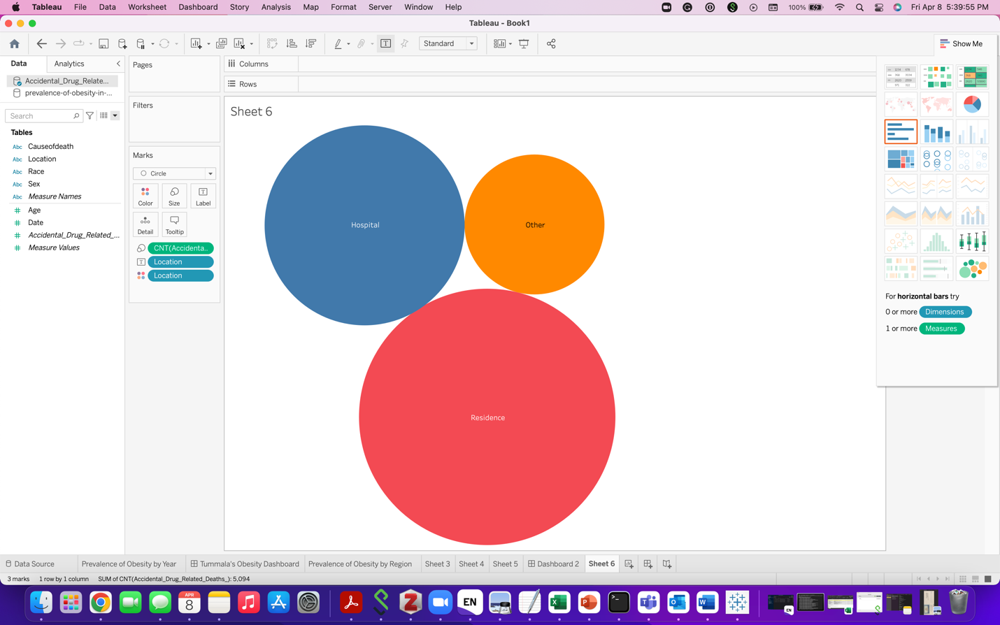 Tableau File Data Worksheet Dashboard Story Analysis Map Format Server Window Help 100% Fri Apr 8 5:39:55 PM
Tableau - Book1
Standard
Show Me
Data Analytics
Pages
Columns
Accidental_Drug_Relate...
prevalence-of-obesity-in-...
Rows
Filters
Sheet 6
Search
Tables
Abc Causeofdeath
Abc Location
Abc Race
Abc Sex
Abc Measure Names
Age
Date
Accidental_Drug_Related_...
Measure Values
Marks
Circle
Color Size Label
Detail Tooltip
CNT(Accidenta..
Location
Location
Hospital
Other
Residence
For horizontal bars try
0 or more Dimensions
1 or more Measures
Data Source Prevalence of Obesity by Year Tummala's Obesity Dashboard Prevalence of Obesity by Region Sheet 3 Sheet 4 Sheet 5 Dashboard 2 Sheet 6
3 marks 1 row by 1 column SUM of CNT(Accidental_Drug_Related_Deaths_): 5,094
APR
8
EN